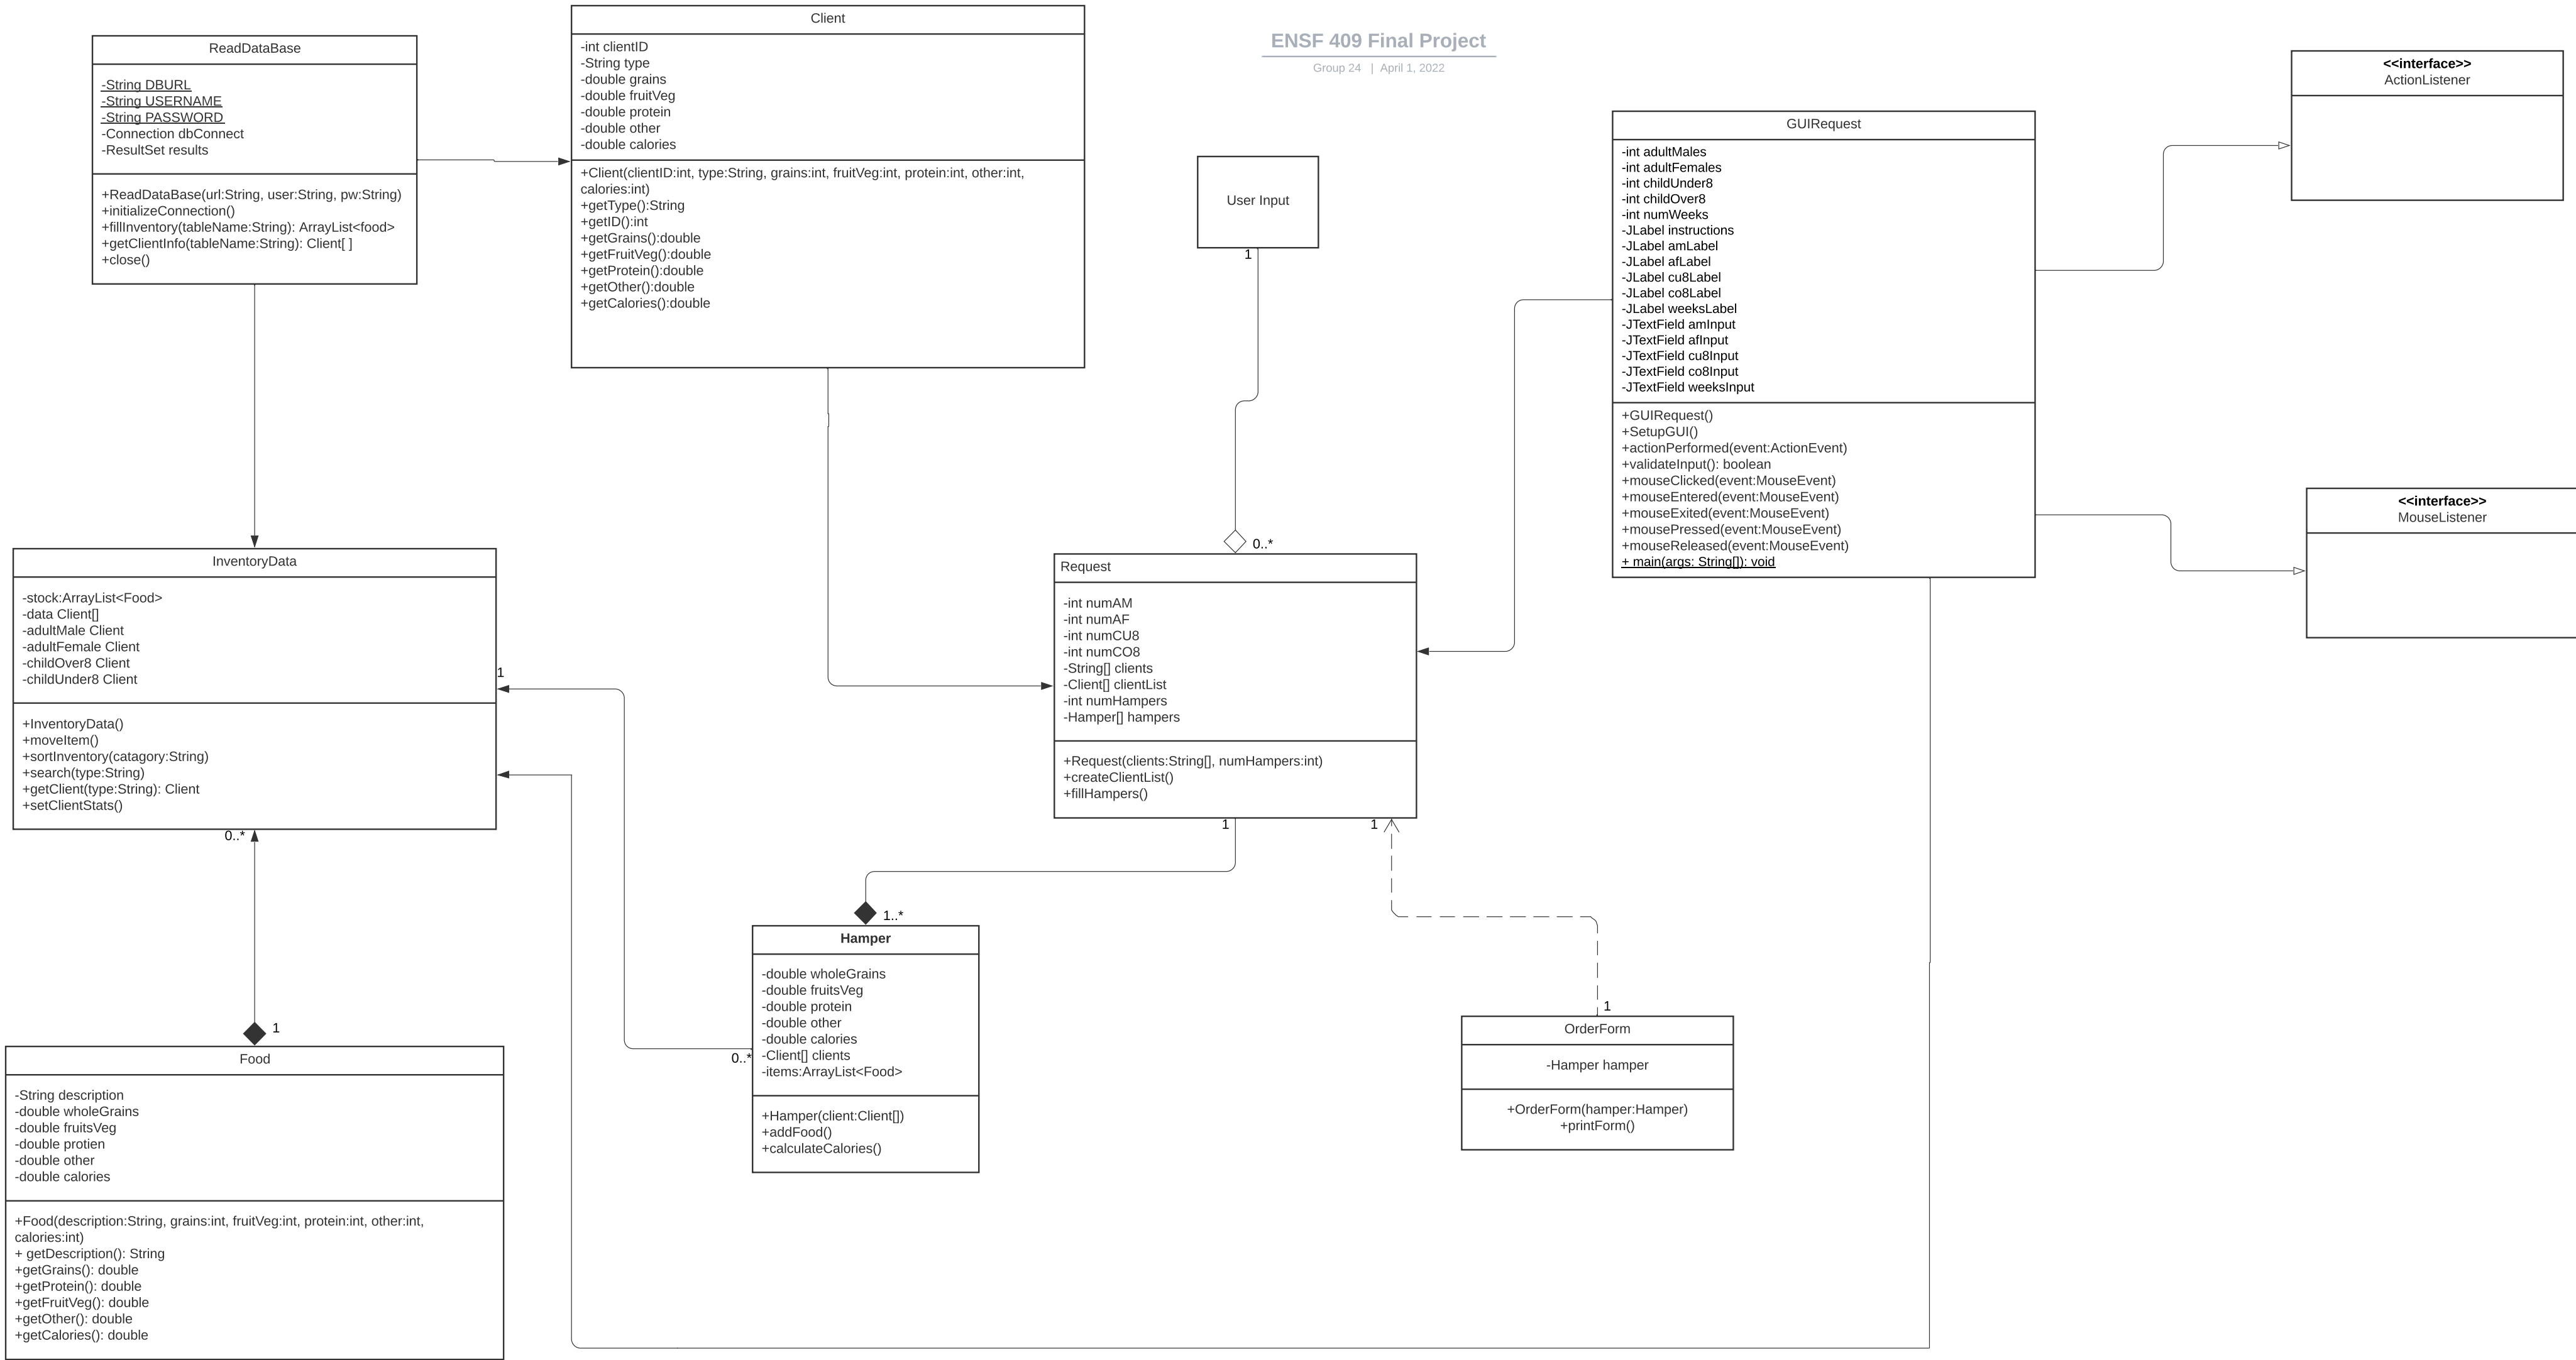 ENSF 409 Final Project
Group 24 | April 1, 2022
ReadDataBase
-String DBURL
-String USERNAME
-String PASSWORD
-Connection dbConnect
-ResultSet results
+ReadDataBase(url:String, user:String, pw:String)
+initializeConnection()
+fillInventory(tableName:String): ArrayList<food>
+getClientInfo(tableName:String): Client[ ]
+close()
Client
-int clientID
-String type
-double grains
-double fruitVeg
-double protein
-double other
-double calories
+Client(clientID:int, type:String, grains:int, fruitVeg:int, protein:int, other:int,
calories:int)
+getType():String
+getID():int
+getGrains():double
+getFruitVeg():double
+getProtein():double
+getOther():double
+getCalories():double
User Input
1
0..*
GUIRequest
-int adultMales
-int adultFemales
-int childUnder8
-int childOver8
-int numWeeks
-JLabel instructions
-JLabel amLabel
-JLabel afLabel
-JLabel cu8Label
-JLabel co8Label
-JLabel weeksLabel
-JTextField amInput
-JTextField afInput
-JTextField cu8Input
-JTextField co8Input
-JTextField weeksInput
+GUIRequest()
+SetupGUI()
+actionPerformed(event:ActionEvent)
+validateInput(): boolean
+mouseClicked(event:MouseEvent)
+mouseEntered(event:MouseEvent)
+mouseExited(event:MouseEvent)
+mousePressed(event:MouseEvent)
+mouseReleased(event:MouseEvent)
+ main(args: String[]): void
<<interface>>
ActionListener
<<interface>>
MouseListener
InventoryData
-stock:ArrayList<Food>
-data Client[]
-adultMale Client
-adultFemale Client
-childOver8 Client
-childUnder8 Client
+InventoryData()
+moveItem()
+sortInventory(catagory:String)
+search(type:String)
+getClient(type:String): Client
+setClientStats()
1
0..*
1
Request
-int numAM
-int numAF
-int numCU8
-int numCO8
-String[] clients
-Client[] clientList
-int numHampers
-Hamper[] hampers
+Request(clients:String[], numHampers:int)
+createClientList()
+fillHampers()
1
1
1..*
Hamper
-double wholeGrains
-double fruitsVeg
-double protein
-double other
-double calories
-Client[] clients
-items:ArrayList<Food>
+Hamper(client:Client[])
+addFood()
+calculateCalories()
0..*
1
OrderForm
-Hamper hamper
+OrderForm(hamper:Hamper)
+printForm()
Food
-String description
-double wholeGrains
-double fruitsVeg
-double protien
-double other
-double calories
+Food(description:String, grains:int, fruitVeg:int, protein:int, other:int,
calories:int)
+ getDescription(): String
+getGrains(): double
+getProtein(): double
+getFruitVeg(): double
+getOther(): double
+getCalories(): double